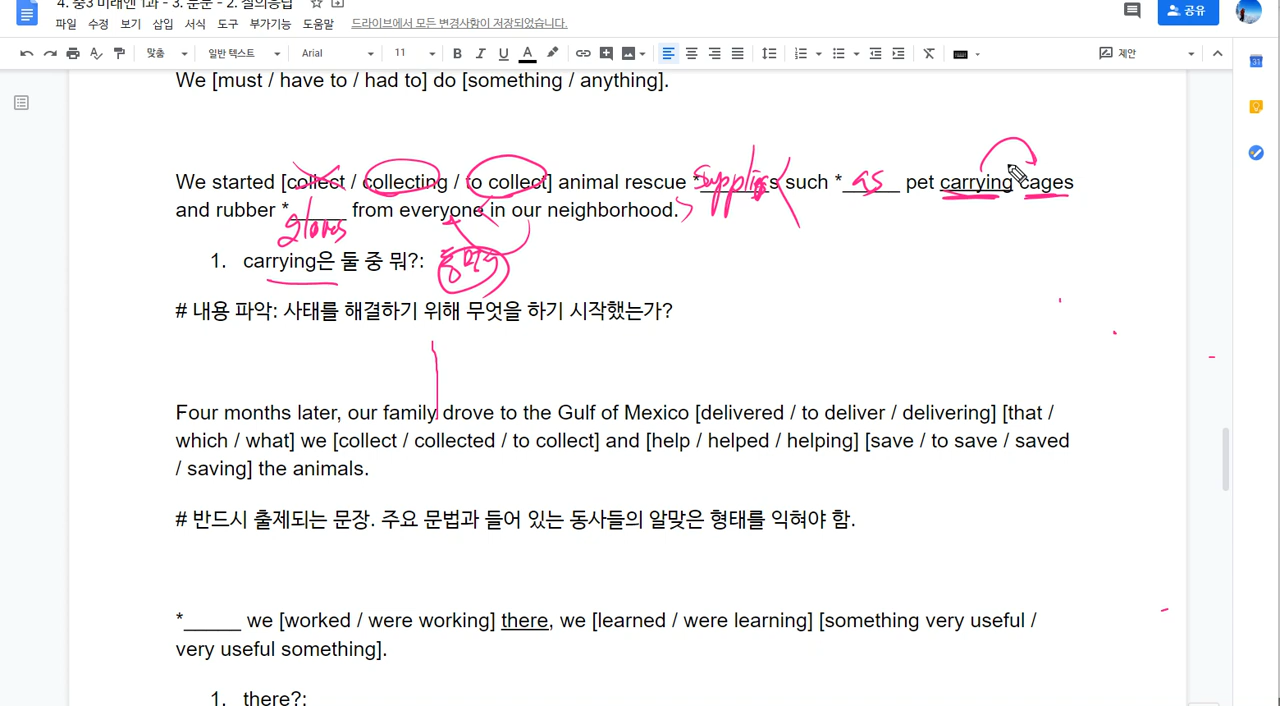 4. 중3 미래엔 1과 - 3. 본문 - 2. 질의응답
파일 수정 보기 삽입 서식 도구 부가기능 도움말 드라이브에서 모든 변경사항이 저장되었습니다.
공유
맞춤 일반 텍스트 Arial 11 B I U A 제안
We [must / have to / had to] do [something / anything].
We started [collect / collecting / to collect] animal rescue *supplies such *as pet carrying cages
and rubber *_____ from everyone in our neighborhood.
gloves
1. carrying은 둘 중 뭐?: 동명사
# 내용 파악: 사태를 해결하기 위해 무엇을 하기 시작했는가?
Four months later, our family drove to the Gulf of Mexico [delivered / to deliver / delivering] [that /
which / what] we [collect / collected / to collect] and [help / helped / helping] [save / to save / saved
/ saving] the animals.
# 반드시 출제되는 문장. 주요 문법과 들어 있는 동사들의 알맞은 형태를 익혀야 함.
*_____ we [worked / were working] there, we [learned / were learning] [something very useful /
very useful something].
1. there?:
31